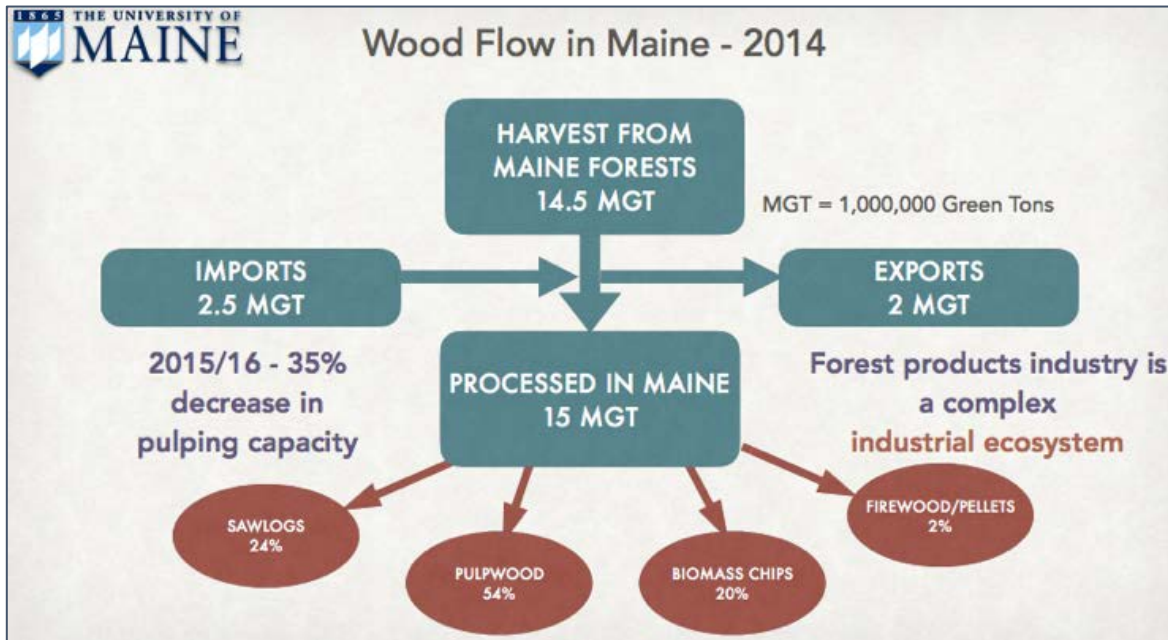 1865 THE UNIVERSITY OF
MAINE
Wood Flow in Maine - 2014
HARVEST FROM
MAINE FORESTS
14.5 MGT
MGT = 1,000,000 Green Tons
IMPORTS
2.5 MGT
EXPORTS
2 MGT
2015/16 - 35%
decrease in
pulping capacity
PROCESSED IN MAINE
15 MGT
Forest products industry is
a complex
industrial ecosystem
SAWLOGS
24%
PULPWOOD
54%
BIOMASS CHIPS
20%
FIREWOOD/PELLETS
2%